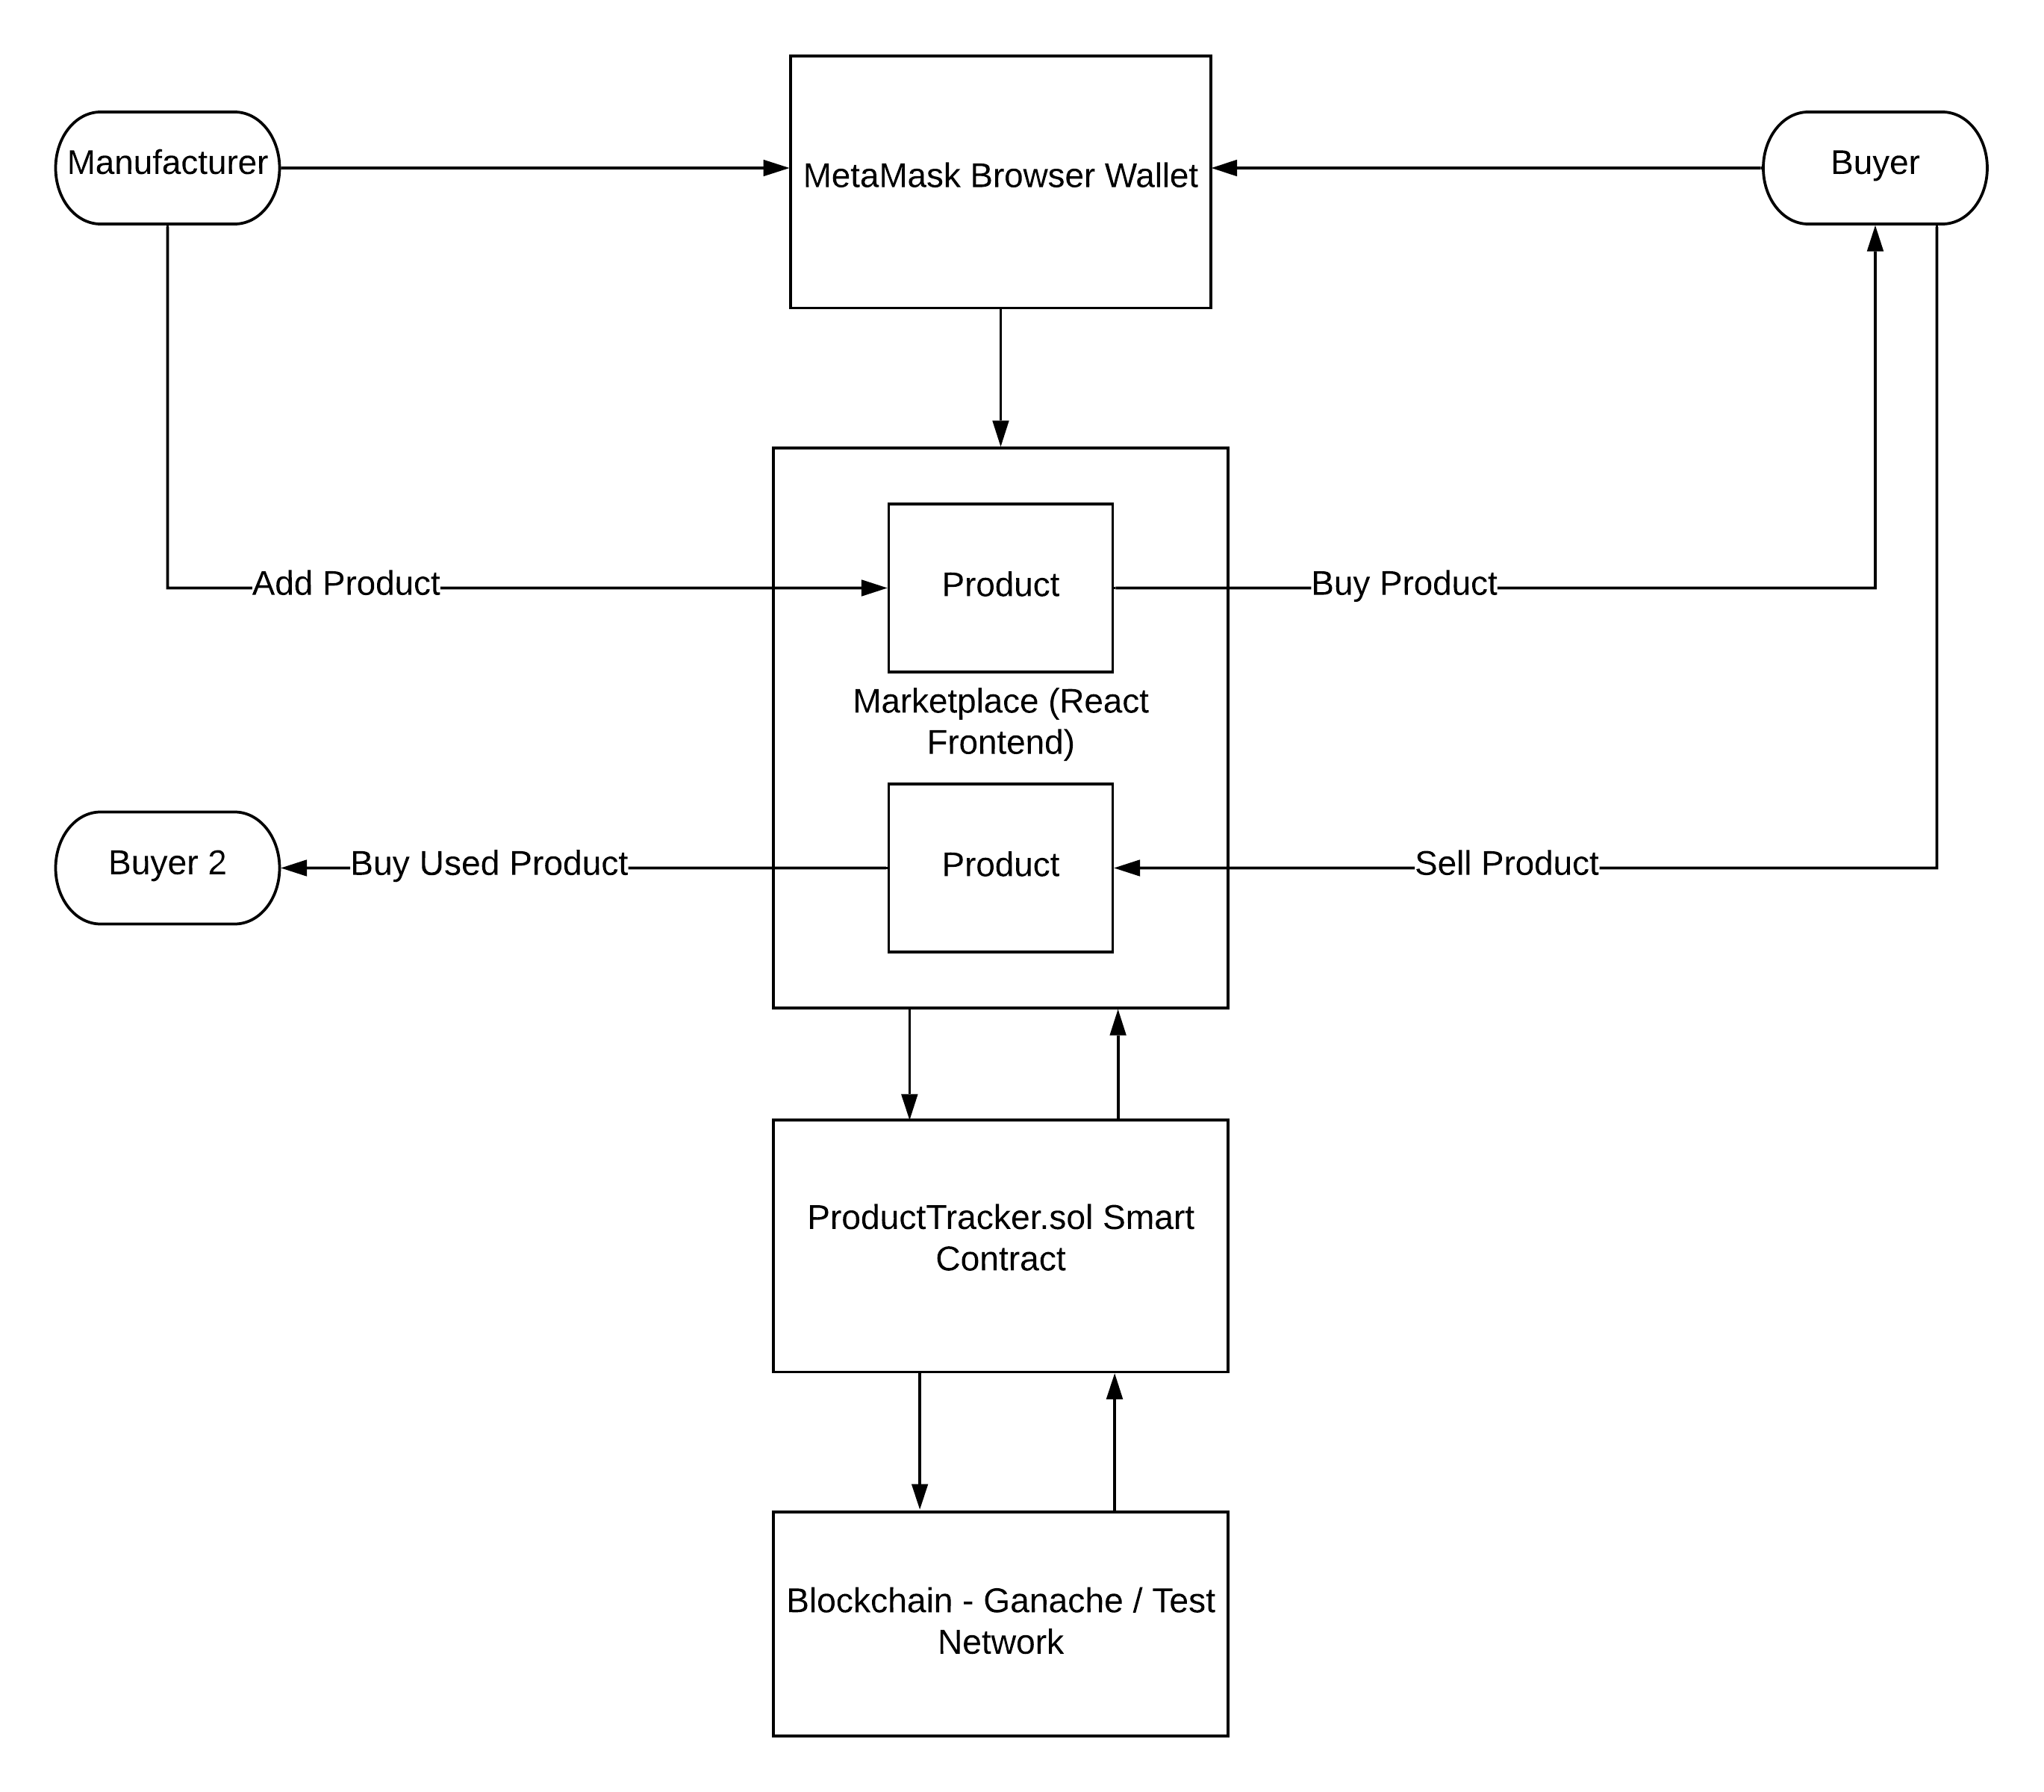 Manufacturer
MetaMask Browser Wallet
Buyer
Add Product
Product
Buy Product
Marketplace (React
Frontend)
Buyer 2
Buy Used Product
Product
Sell Product
ProductTracker.sol Smart
Contract
Blockchain - Ganache / Test
Network